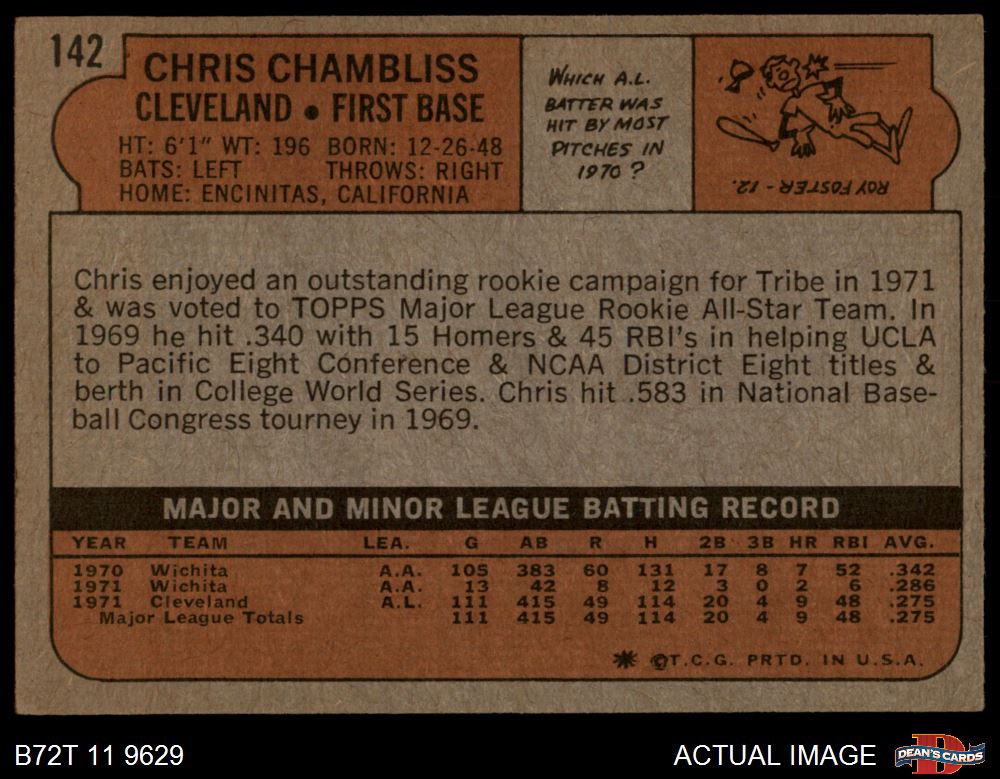 142
CHRIS CHAMBLISS
CLEVELAND • FIRST BASE
HT: 6'1" WT: 196 BORN: 12-26-48
BATS: LEFT THROWS: RIGHT
HOME: ENCINITAS, CALIFORNIA
WHICH A.L.
BATTER WAS
HIT BY MOST
PITCHES IN
1970?
ROY FOSTER - 12.
Chris enjoyed an outstanding rookie campaign for Tribe in 1971
& was voted to TOPPS Major League Rookie All-Star Team. In
1969 he hit .340 with 15 Homers & 45 RBI's in helping UCLA
to Pacific Eight Conference & NCAA District Eight titles &
berth in College World Series. Chris hit .583 in National Base-
ball Congress tourney in 1969.
MAJOR AND MINOR LEAGUE BATTING RECORD
YEAR TEAM LEA. G AB R H 2B 3B HR RBI AVG.
1970 Wichita A.A. 105 383 60 131 17 8 7 52 .342
1971 Wichita A.A. 13 42 8 12 3 0 2 6 .286
1971 Cleveland A.L. 111 415 49 114 20 4 9 48 .275
Major League Totals 111 415 49 114 20 4 9 48 .275
* ©T.C.G. PRTD. IN U.S.A.
B72T 11 9629
ACTUAL IMAGE
DEAN'S CARDS